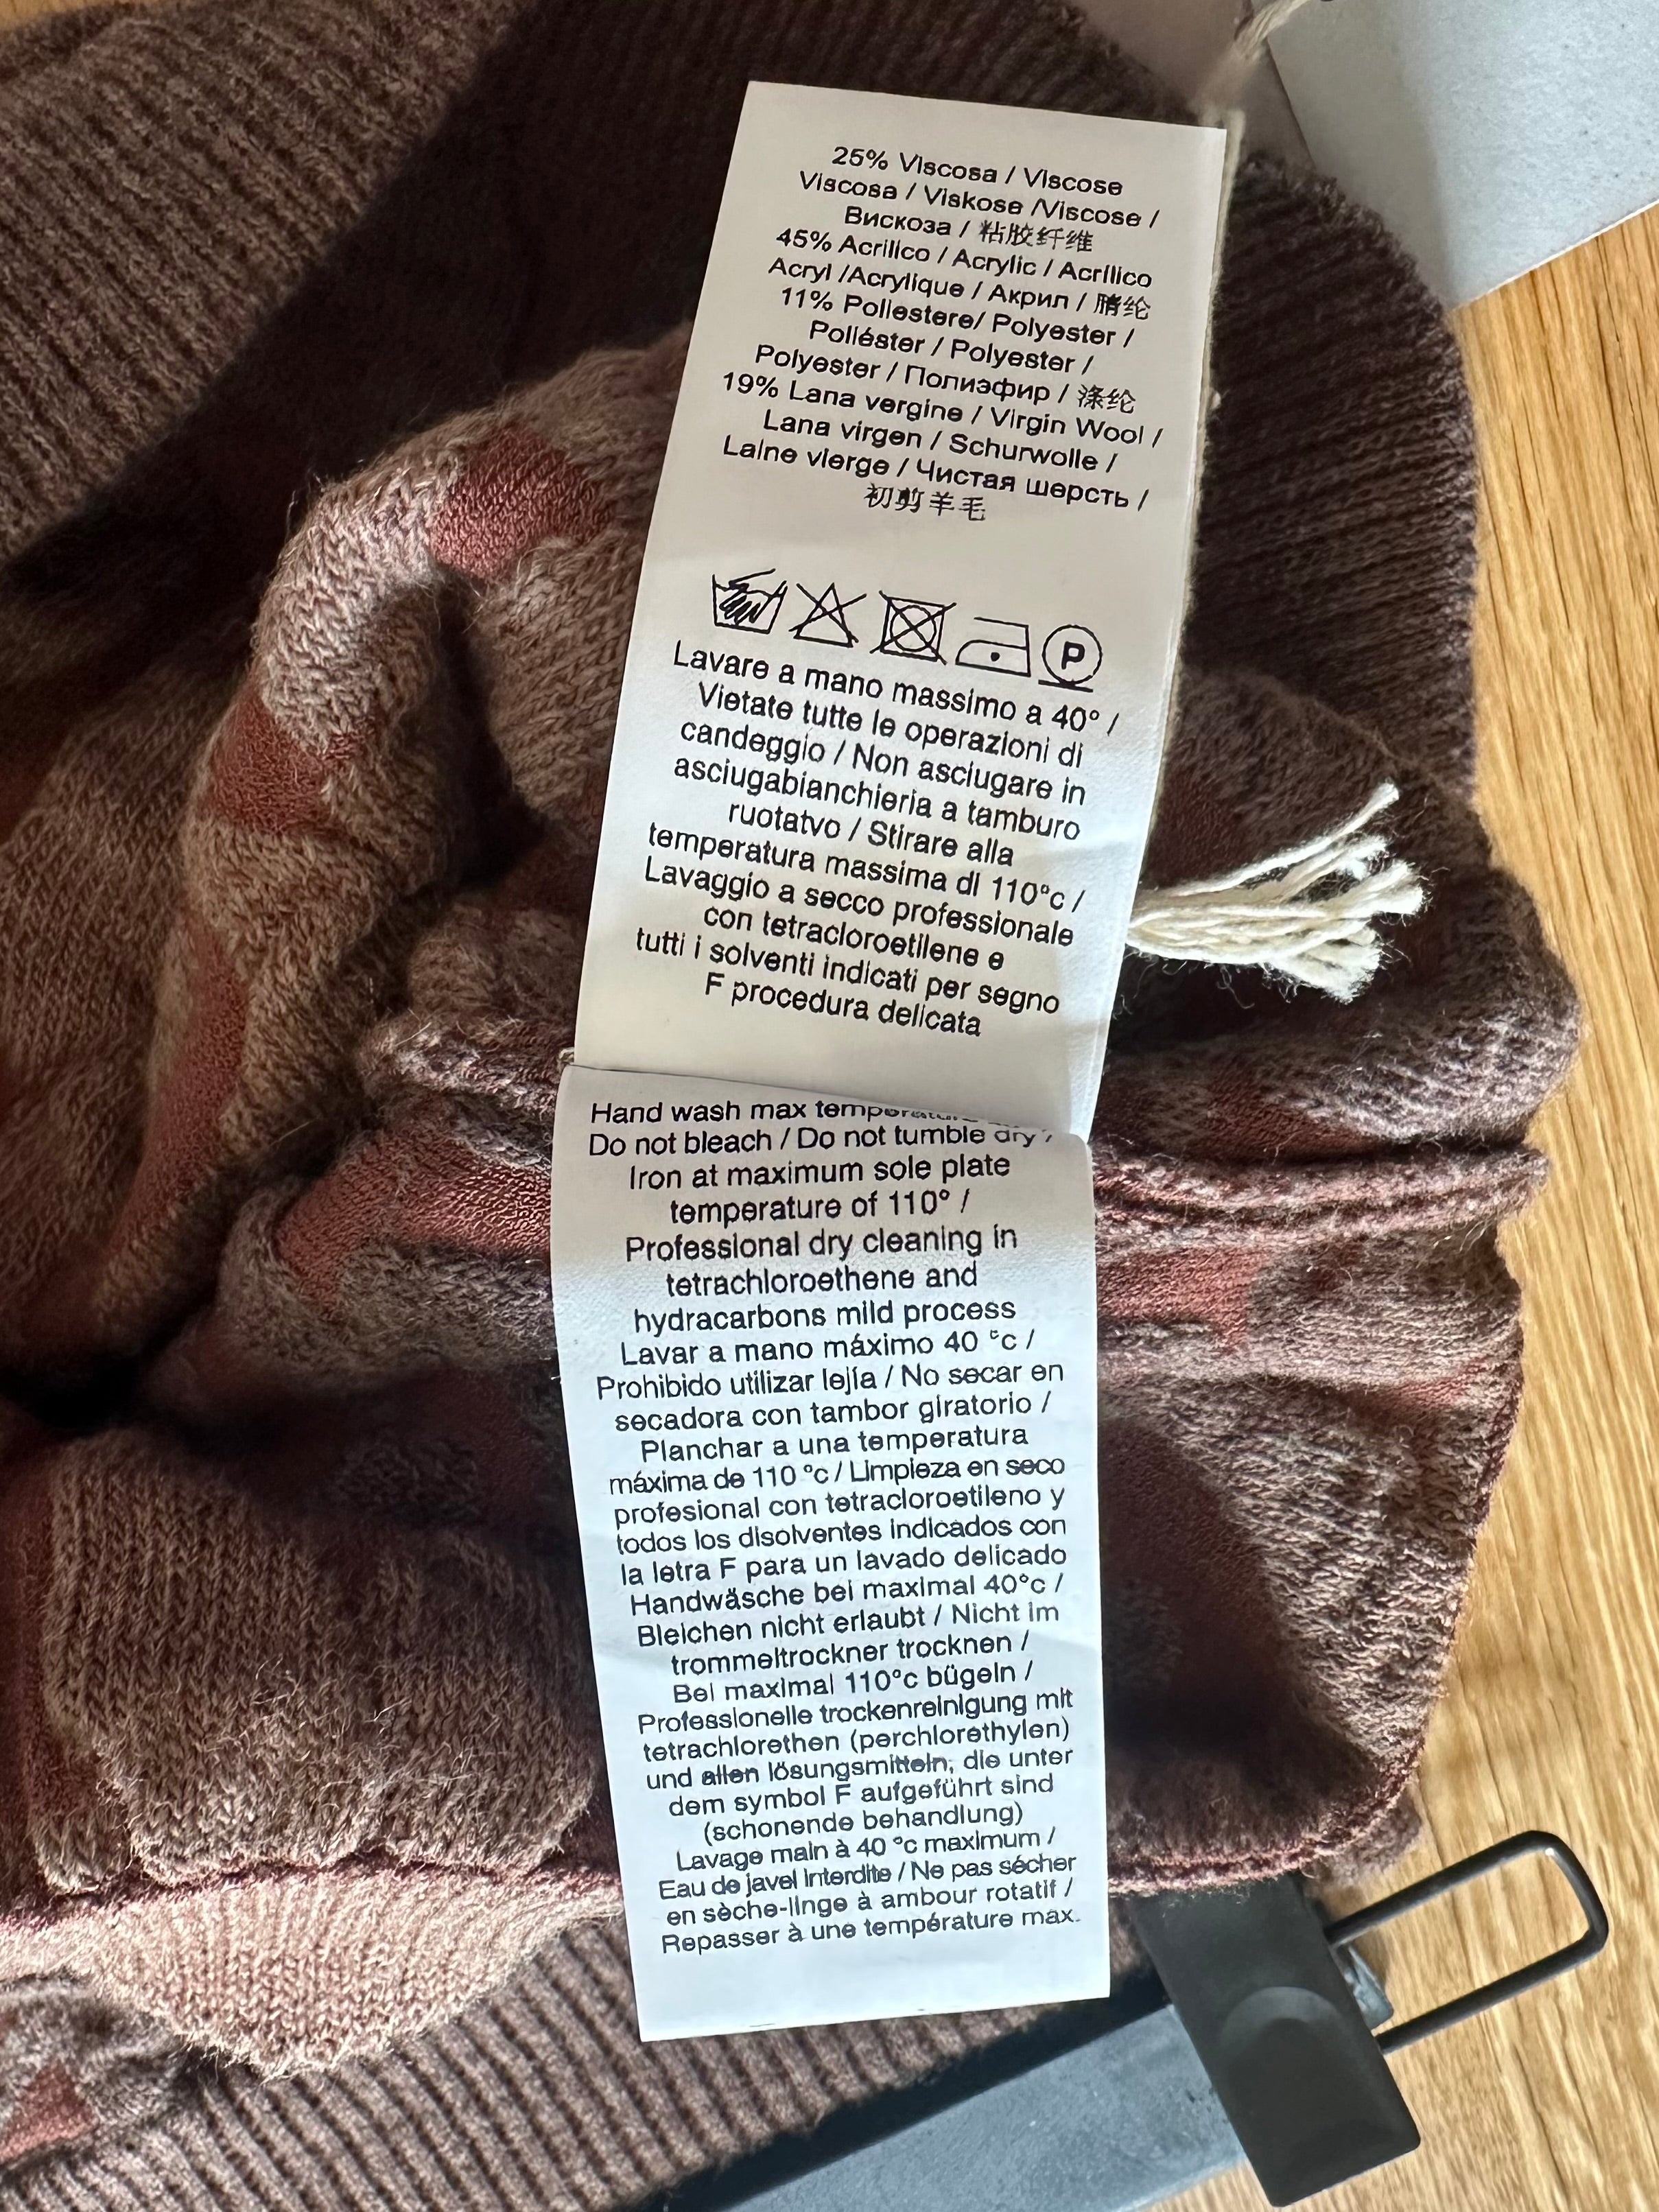 25% Viscosa / Viscose
Viscosa / Viskose /Viscose /
Вискоза / 粘胶纤维
45% Acrilico / Acrylic / Acrílico
Acryl /Acrylique / Акрил / 腈纶
11% Poliestere/ Polyester /
Poliéster / Polyester /
Polyester / Полиэфир / 涤纶
19% Lana vergine / Virgin Wool /
Lana virgen / Schurwolle /
Laine vierge / Чистая шерсть /
初剪羊毛
P
Lavare a mano massimo a 40° /
Vietate tutte le operazioni di
candeggio / Non asciugare in
asciugabianchieria a tamburo
ruotatvo / Stirare alla
temperatura massima di 110°c /
Lavaggio a secco professionale
con tetracloroetilene e
tutti i solventi indicati per segno
F procedura delicata
Hand wash max
Do not bleach / Do not tumble dry /
Iron at maximum sole plate
temperature of 110° /
Professional dry cleaning in
tetrachloroethene and
hydracarbons mild process
Lavar a mano máximo 40 °c /
Prohibido utilizar lejía / No secar en
secadora con tambor giratorio /
Planchar a una temperatura
máxima de 110 °c / Limpieza en seco
profesional con tetracloroetileno y
todos los disolventes indicados con
la letra F para un lavado delicado
Handwäsche bei maximal 40°c /
Bleichen nicht erlaubt / Nicht im
trommeltrockner trocknen /
Bei maximal 110°c bügeln /
Professionelle trockenreinigung mit
tetrachlorethen (perchlorethylen)
und allen lösungsmitteln, die unter
dem symbol F aufgeführt sind
(schonende behandlung)
Lavage main à 40 °c maximum /
Eau de javel interdite / Ne pas sécher
en sèche-linge à ambour rotatif /
Repasser à une température max.